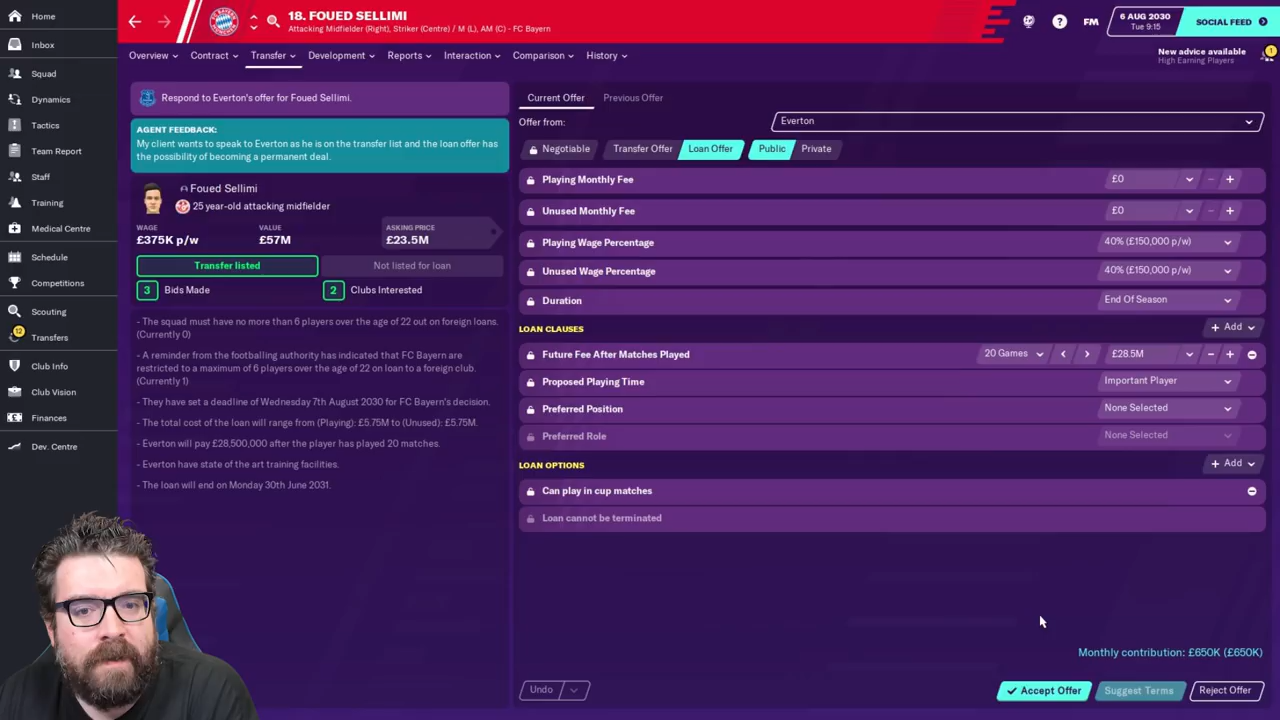 Home
Inbox
Squad
Dynamics
Tactics
Team Report
Staff
Training
Medical Centre
Schedule
Competitions
Scouting
12
Transfers
Club Info
Club Vision
Finances
Dev. Centre
18. FOUED SELLIMI
Attacking Midfielder (Right), Striker (Centre) / M (L), AM (C) - FC Bayern
FM
6 AUG 2030
Tue 9:15
SOCIAL FEED
Overview
Contract
Transfer
Development
Reports
Interaction
Comparison
History
New advice available
High Earning Players
1
Respond to Everton's offer for Foued Sellimi.
AGENT FEEDBACK:
My client wants to speak to Everton as he is on the transfer list and the loan offer has
the possibility of becoming a permanent deal.
Foued Sellimi
25 year-old attacking midfielder
WAGE
£375K p/w
VALUE
£57M
ASKING PRICE
£23.5M
Transfer listed
Not listed for loan
3 Bids Made
2 Clubs Interested
- The squad must have no more than 6 players over the age of 22 out on foreign loans.
(Currently 0)
- A reminder from the footballing authority has indicated that FC Bayern are
restricted to a maximum of 6 players over the age of 22 on loan to a foreign club.
(Currently 1)
- They have set a deadline of Wednesday 7th August 2030 for FC Bayern's decision.
- The total cost of the loan will range from (Playing): £5.75M to (Unused): £5.75M.
- Everton will pay £28,500,000 after the player has played 20 matches.
- Everton have state of the art training facilities.
- The loan will end on Monday 30th June 2031.
Current Offer
Previous Offer
Offer from:
Everton
Negotiable
Transfer Offer
Loan Offer
Public
Private
Playing Monthly Fee
£0
Unused Monthly Fee
£0
Playing Wage Percentage
40% (£150,000 p/w)
Unused Wage Percentage
40% (£150,000 p/w)
Duration
End Of Season
LOAN CLAUSES
+ Add
Future Fee After Matches Played
20 Games
£28.5M
Proposed Playing Time
Important Player
Preferred Position
None Selected
Preferred Role
None Selected
LOAN OPTIONS
+ Add
Can play in cup matches
Loan cannot be terminated
Monthly contribution: £650K (£650K)
Undo
Accept Offer
Suggest Terms
Reject Offer